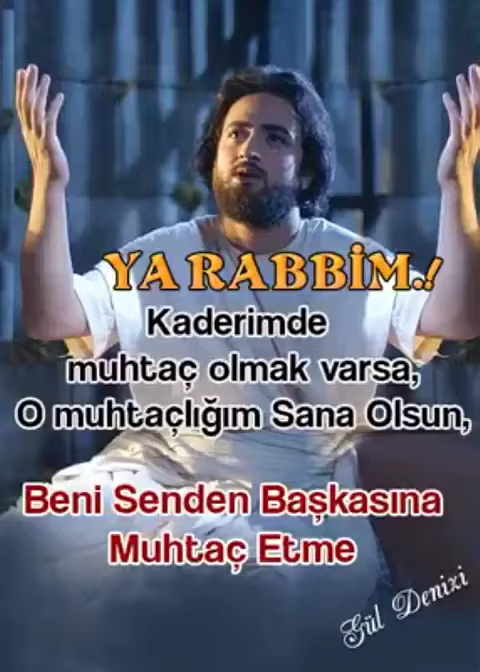 YA RABBİM.!
Kaderimde
muhtaç olmak varsa,
O muhtaçlığım Sana Olsun,
Beni Senden Başkasına
Muhtaç Etme
Gül Denizi